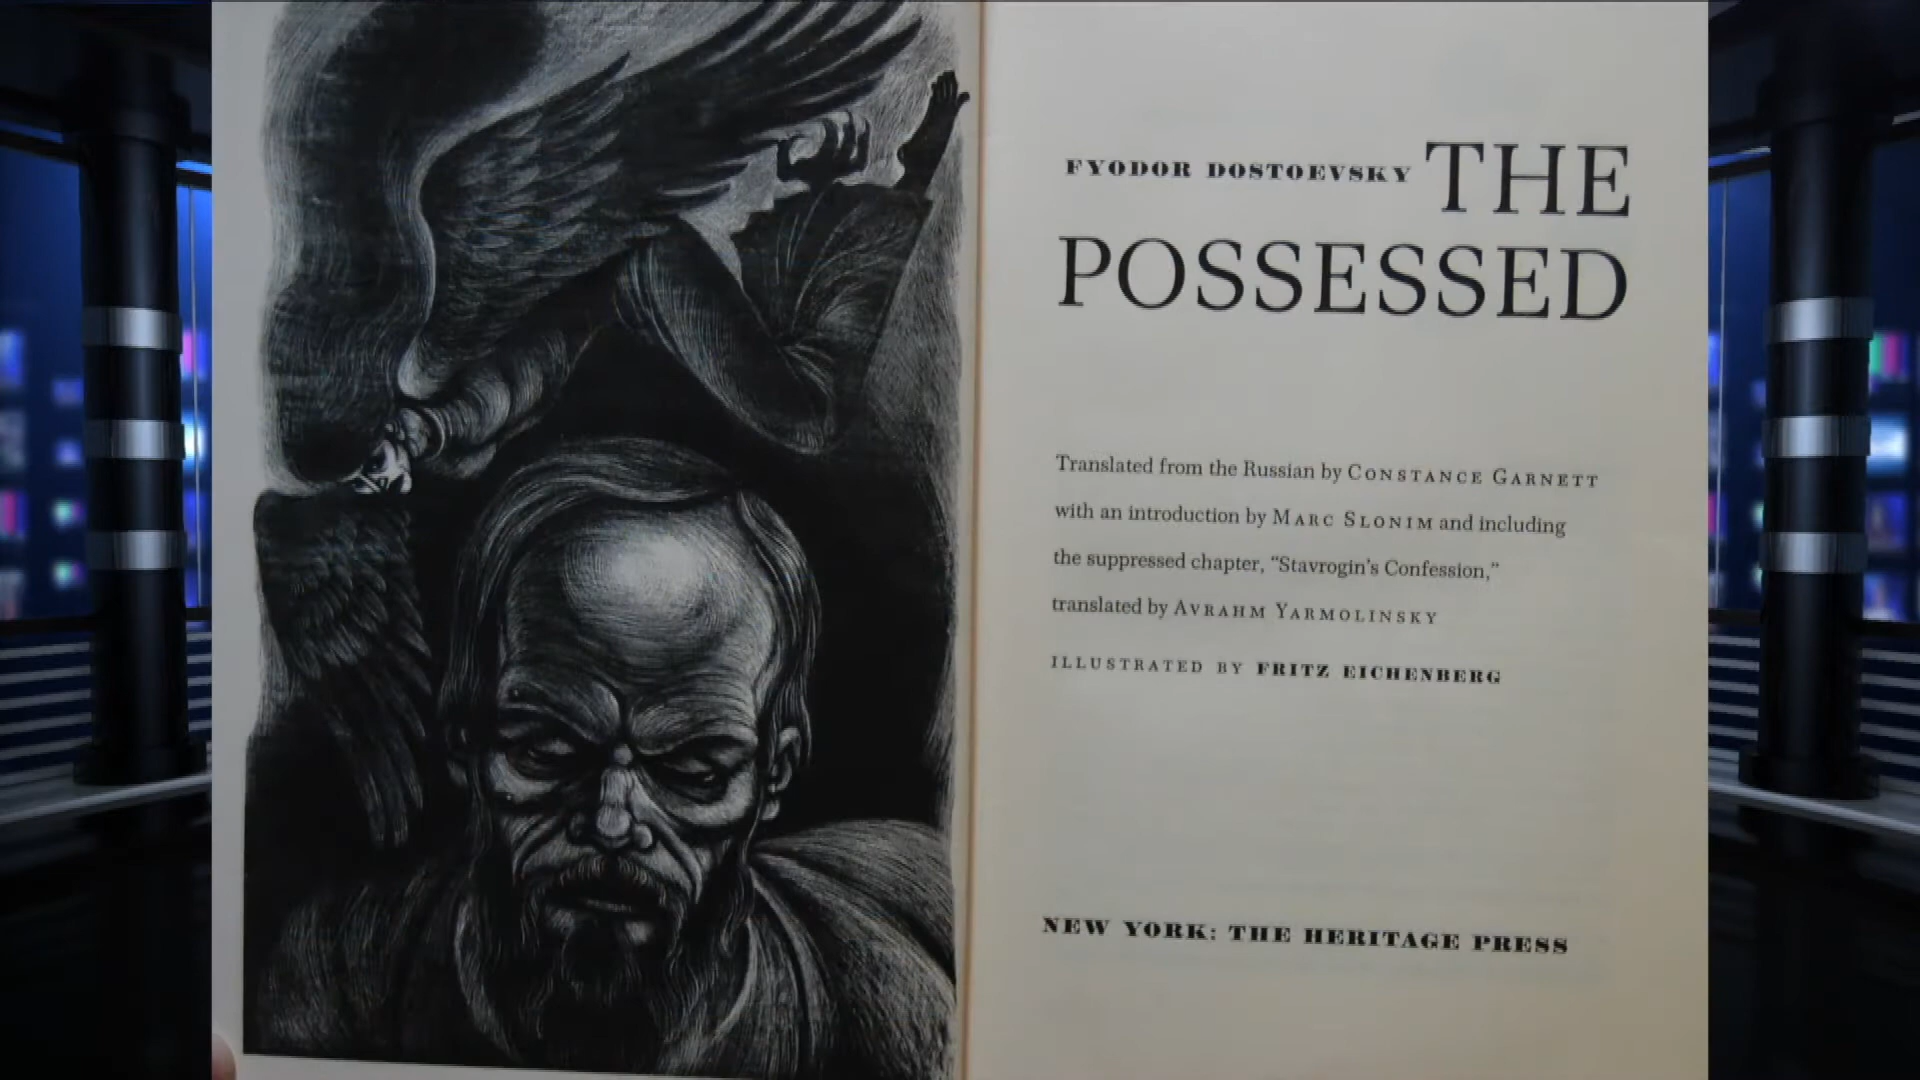 FYODOR DOSTOEVSKY THE
POSSESSED
Translated from the Russian by CONSTANCE GARNETT
with an introduction by MARC SLONIM and including
the suppressed chapter, “Stavrogin’s Confession,”
translated by AVRAHM YARMOLINSKY
ILLUSTRATED BY FRITZ EICHENBERG
NEW YORK: THE HERITAGE PRESS